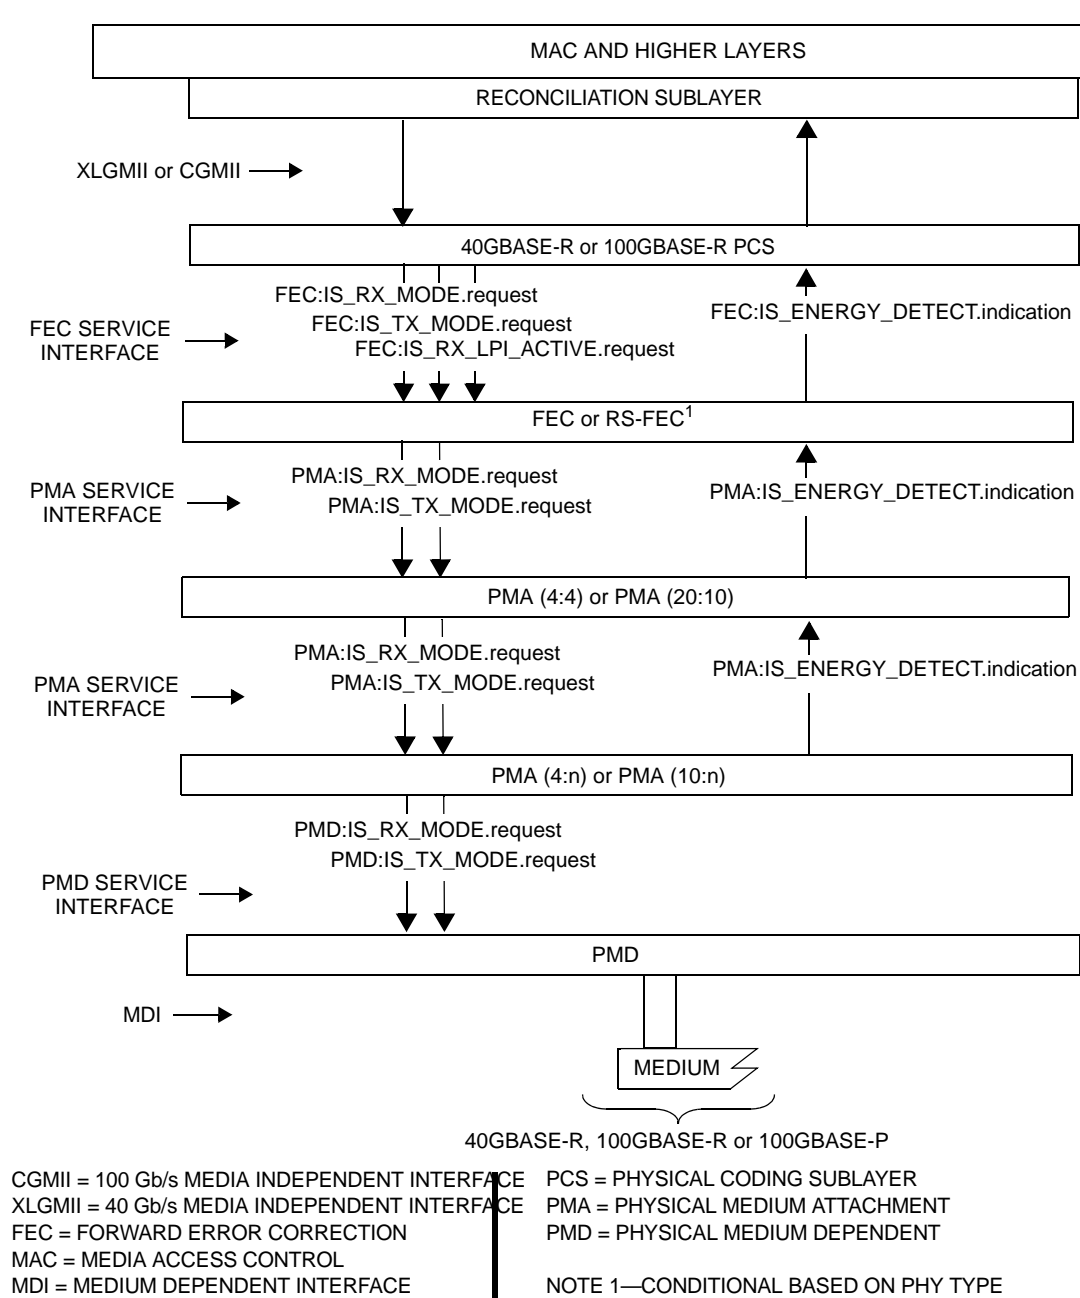 MAC AND HIGHER LAYERS
RECONCILIATION SUBLAYER
XLGMII or CGMII
40GBASE-R or 100GBASE-R PCS
FEC:IS_RX_MODE.request
FEC:IS_TX_MODE.request
FEC:IS_RX_LPI_ACTIVE.request
FEC:IS_ENERGY_DETECT.indication
FEC SERVICE
INTERFACE
FEC or RS-FEC1
PMA:IS_RX_MODE.request
PMA:IS_TX_MODE.request
PMA:IS_ENERGY_DETECT.indication
PMA SERVICE
INTERFACE
PMA (4:4) or PMA (20:10)
PMA:IS_RX_MODE.request
PMA:IS_TX_MODE.request
PMA:IS_ENERGY_DETECT.indication
PMA SERVICE
INTERFACE
PMA (4:n) or PMA (10:n)
PMD:IS_RX_MODE.request
PMD:IS_TX_MODE.request
PMD SERVICE
INTERFACE
PMD
MDI
MEDIUM
40GBASE-R, 100GBASE-R or 100GBASE-P
CGMII = 100 Gb/s MEDIA INDEPENDENT INTERFACE
XLGMII = 40 Gb/s MEDIA INDEPENDENT INTERFACE
FEC = FORWARD ERROR CORRECTION
MAC = MEDIA ACCESS CONTROL
MDI = MEDIUM DEPENDENT INTERFACE
PCS = PHYSICAL CODING SUBLAYER
PMA = PHYSICAL MEDIUM ATTACHMENT
PMD = PHYSICAL MEDIUM DEPENDENT
NOTE 1—CONDITIONAL BASED ON PHY TYPE